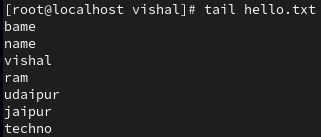 [root@localhost vishal]# tail hello.txt
bame
name
vishal
ram
udaipur
jaipur
techno